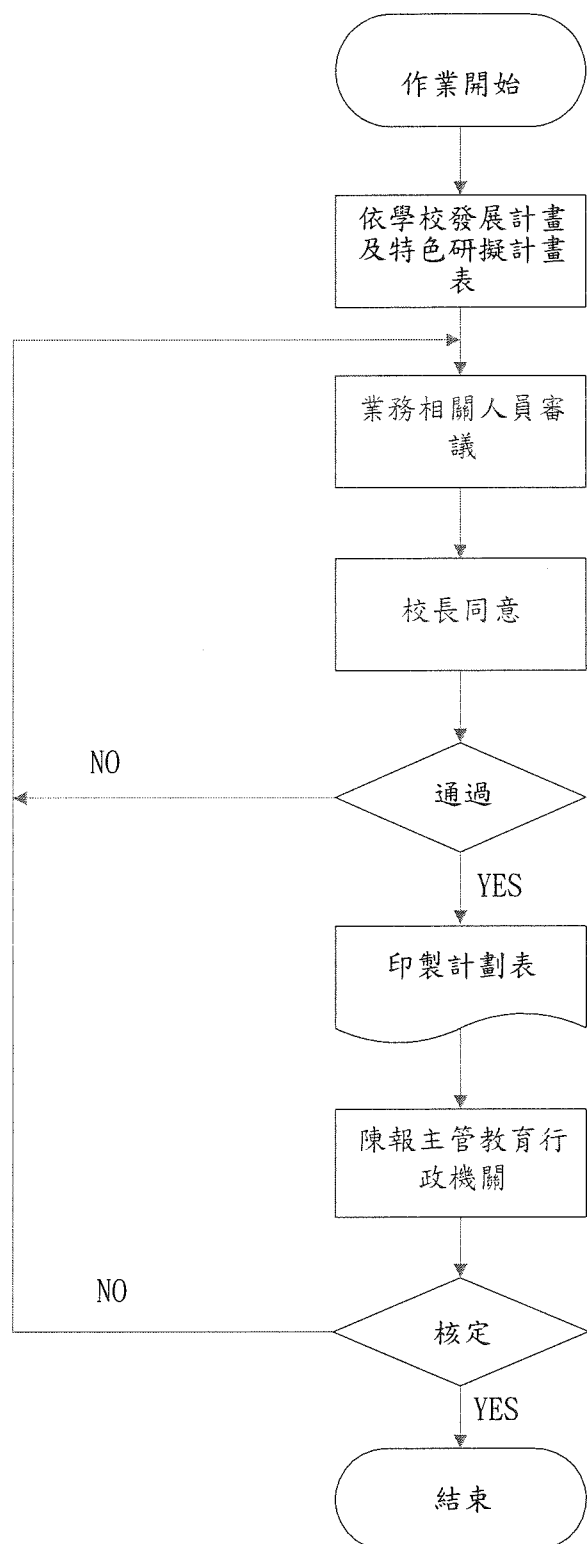 作業開始
依學校發展計畫
及特色研擬計畫
表
業務相關人員審
議
校長同意
NO
通過
YES
印製計劃表
陳報主管教育行
政機關
NO
核定
YES
結束